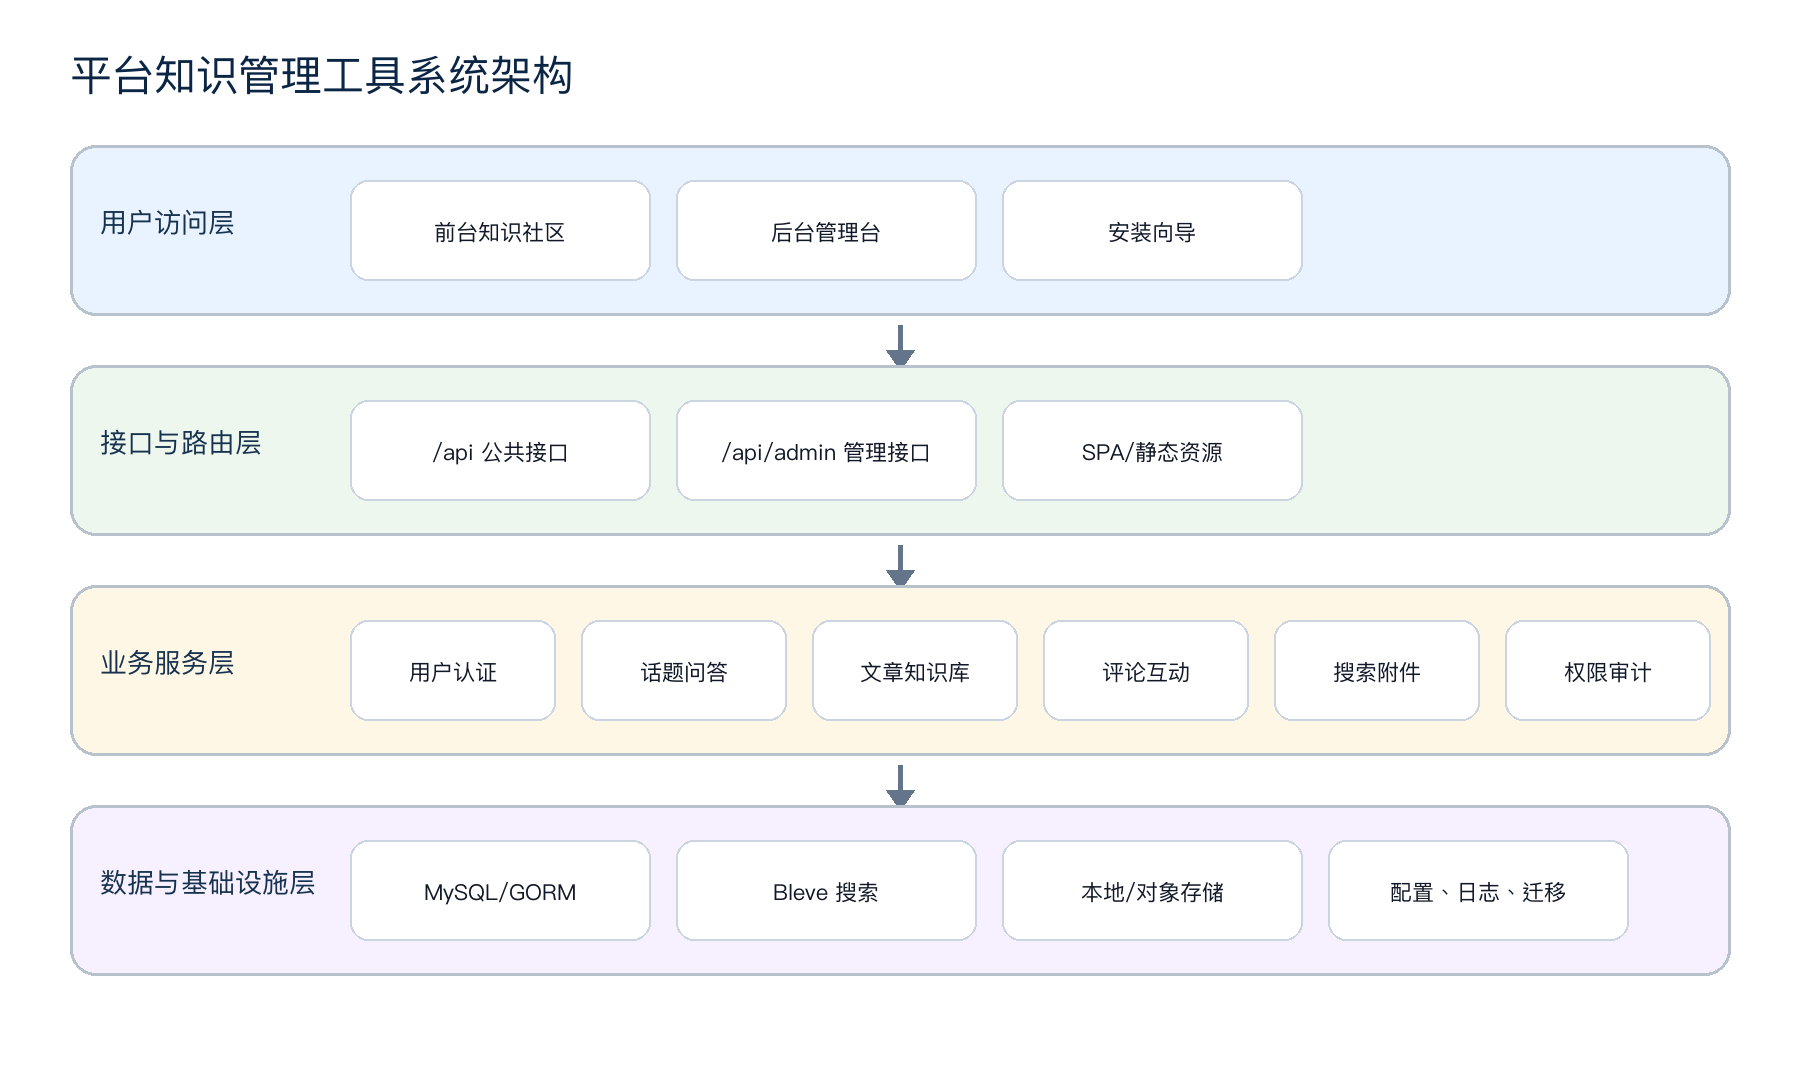 平台知识管理工具系统架构
用户访问层
前台知识社区
后台管理台
安装向导
接口与路由层
/api 公共接口
/api/admin 管理接口
SPA/静态资源
业务服务层
用户认证
话题问答
文章知识库
评论互动
搜索附件
权限审计
数据与基础设施层
MySQL/GORM
Bleve 搜索
本地/对象存储
配置、日志、迁移